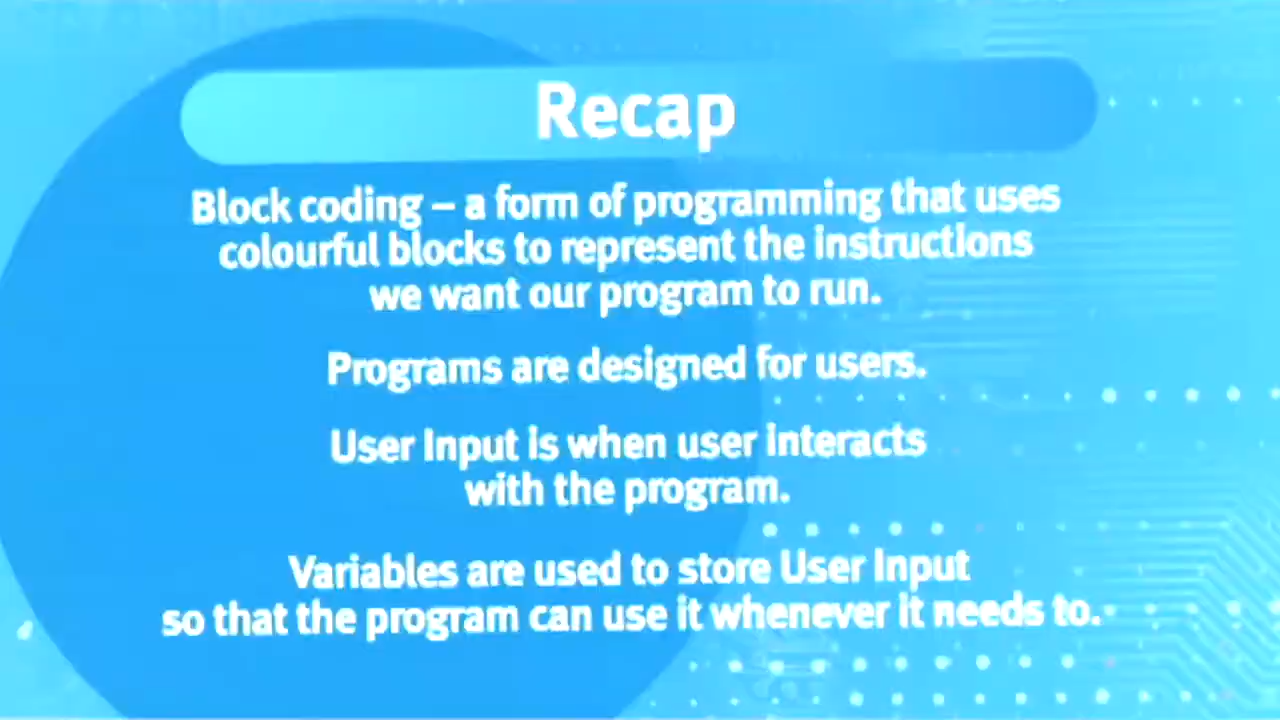 Recap
Block coding – a form of programming that uses
colourful blocks to represent the instructions
we want our program to run.
Programs are designed for users.
User Input is when user interacts
with the program.
Variables are used to store User Input
so that the program can use it whenever it needs to.